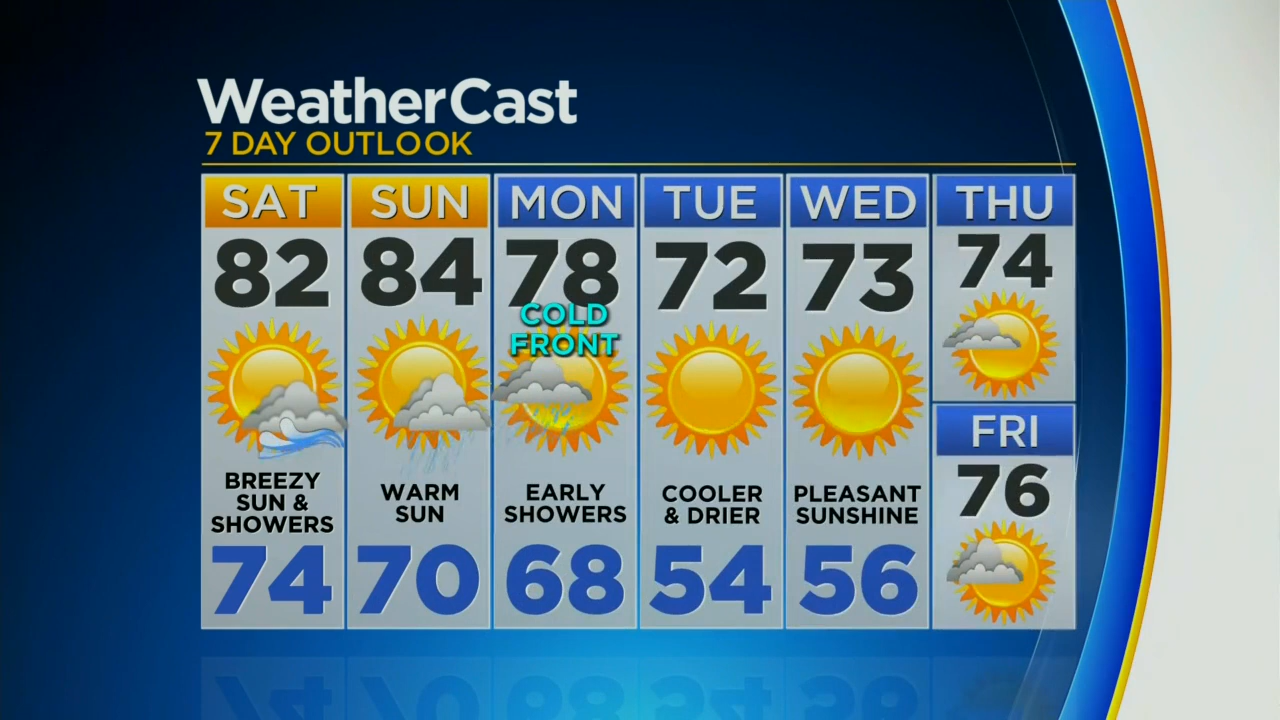 WeatherCast
7 DAY OUTLOOK
SAT
82
BREEZY
SUN &
SHOWERS
74
SUN
84
WARM
SUN
70
MON
78
COLD
FRONT
EARLY
SHOWERS
68
TUE
72
COOLER
& DRIER
54
WED
73
PLEASANT
SUNSHINE
56
THU
74
FRI
76